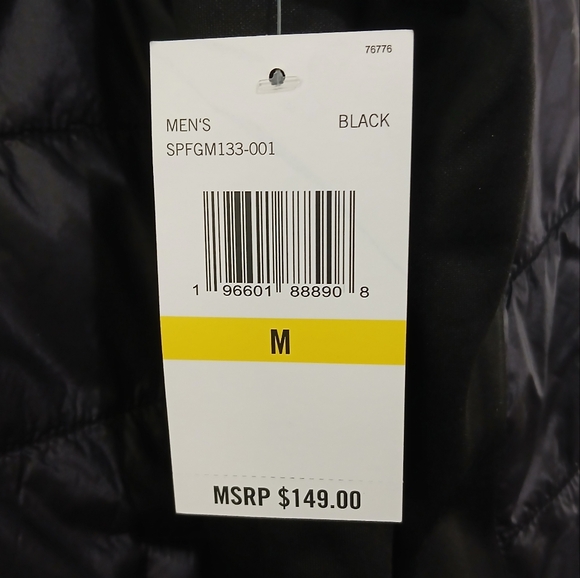 76776
MEN'S BLACK
SPFGM133-001
1 96601 88890 8
M
MSRP $149.00